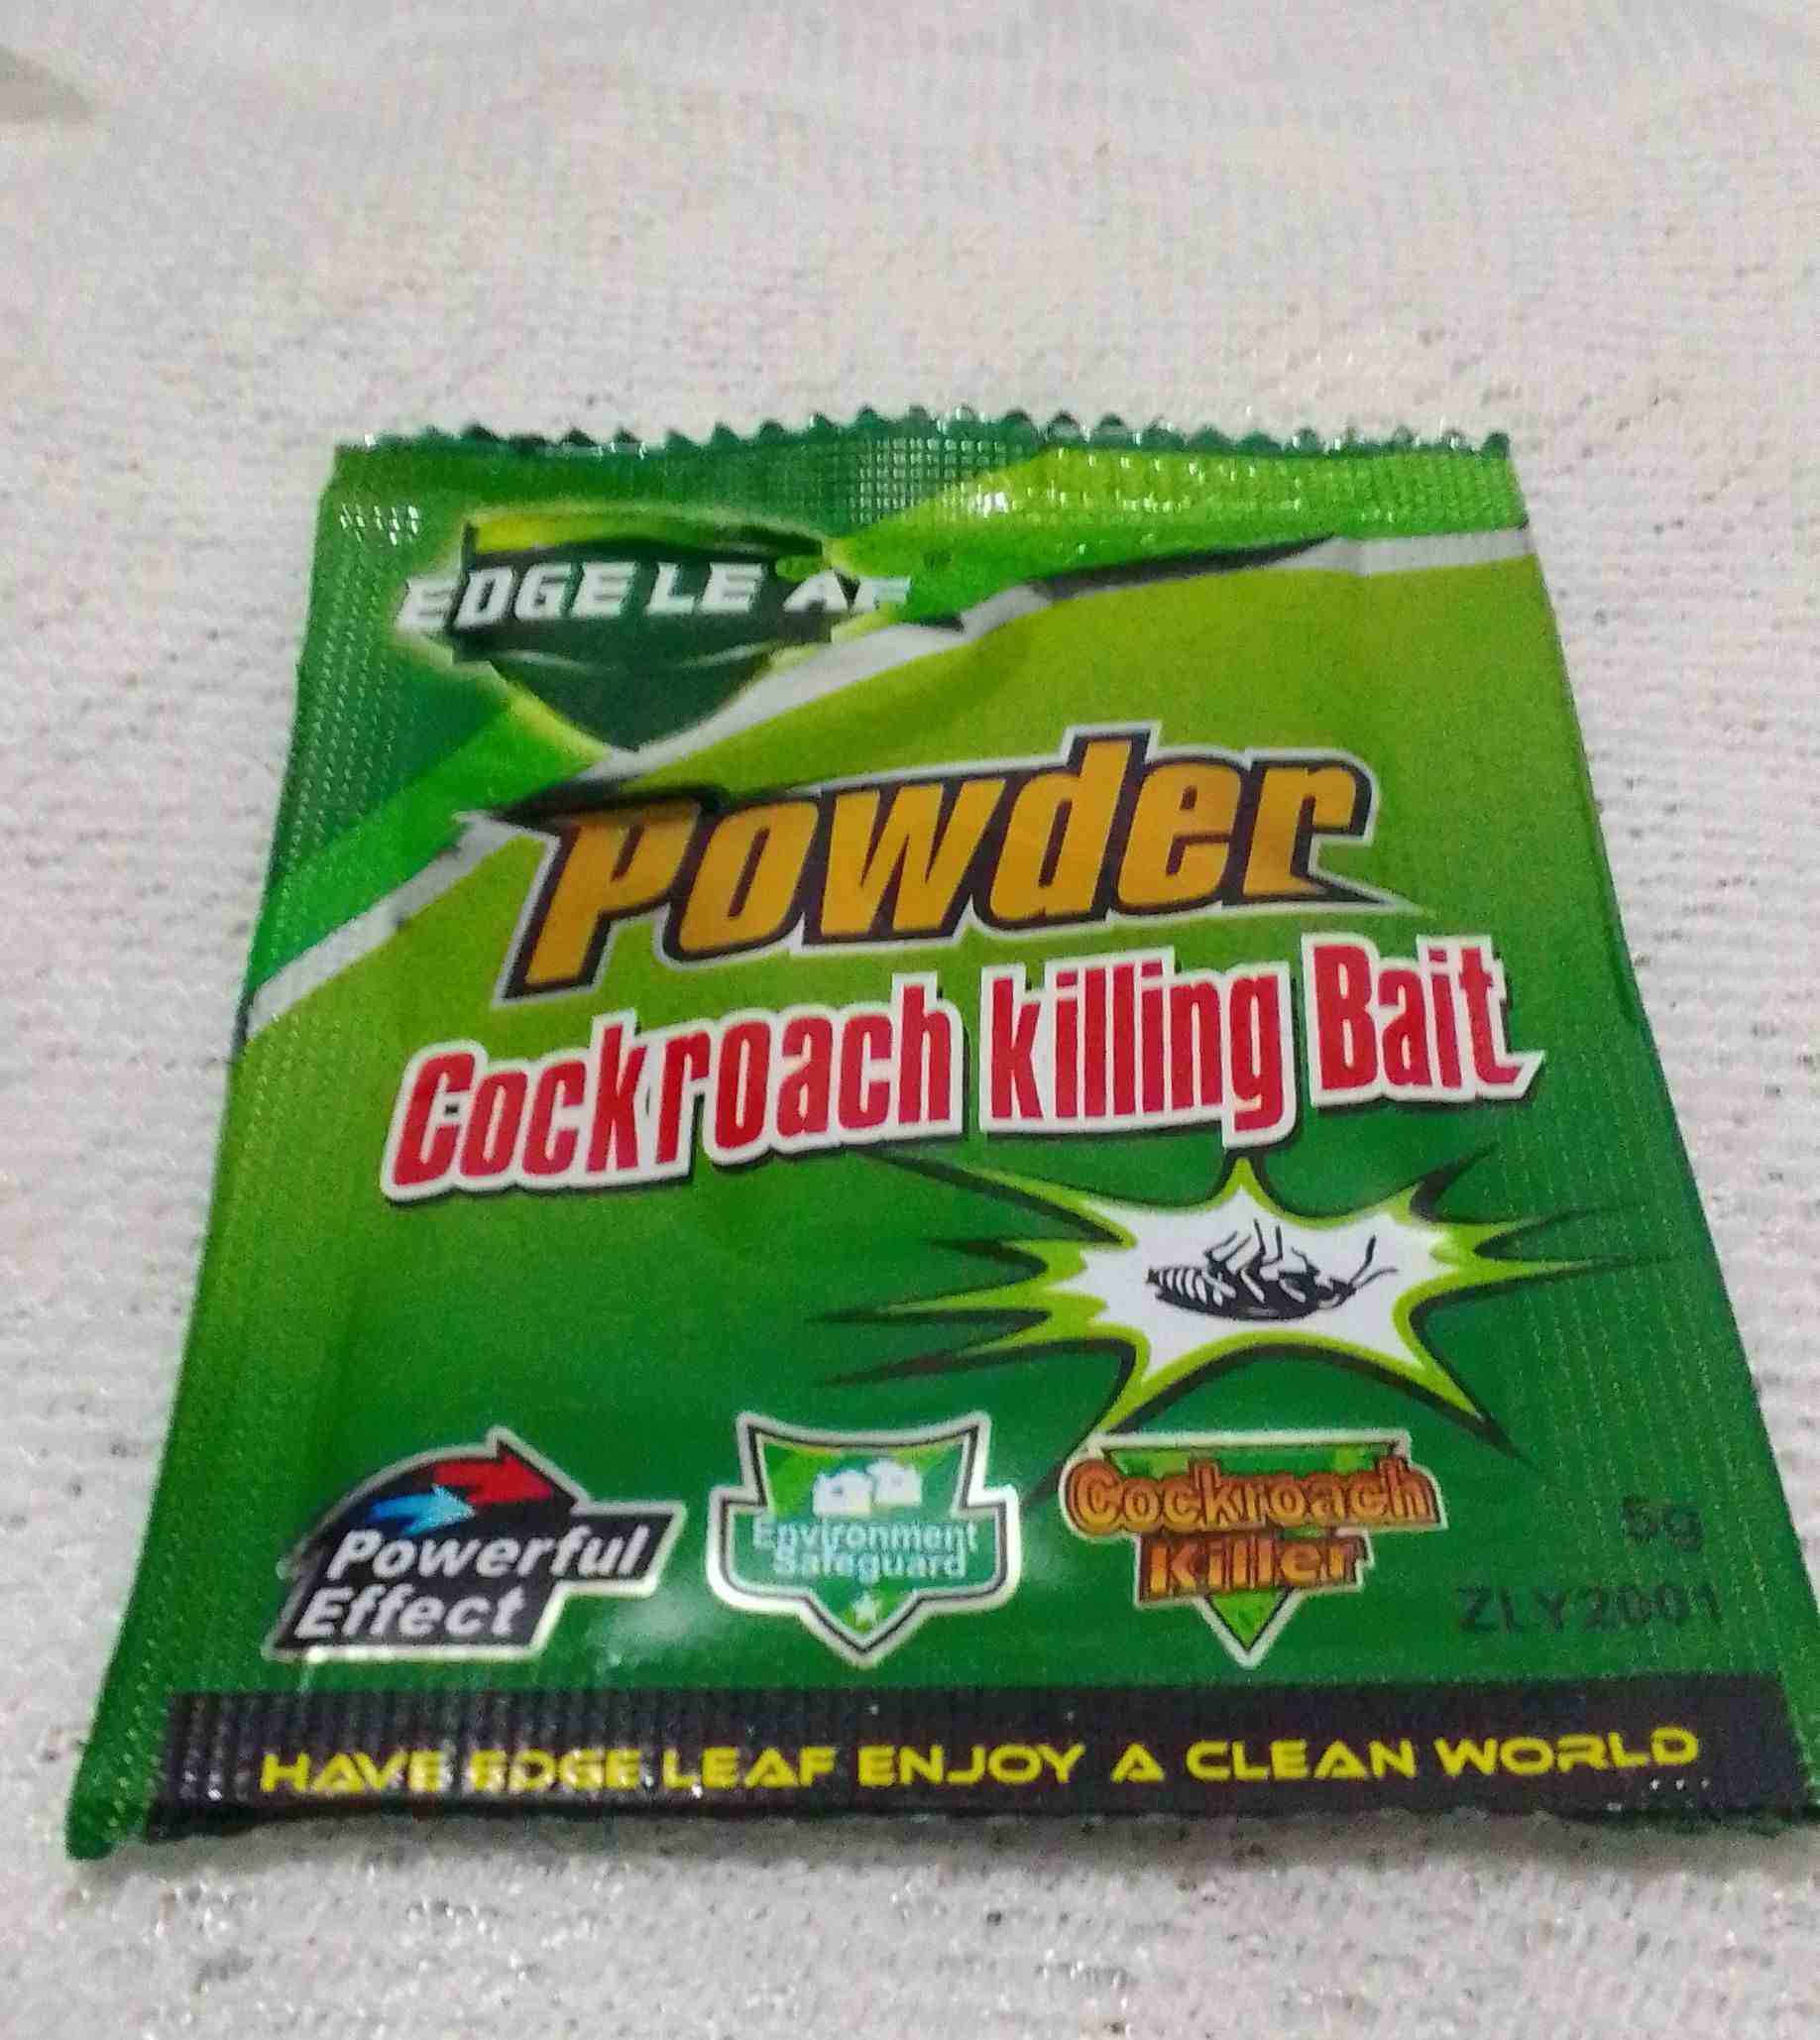 EDGE LEAF
Powder
Cockroach killing Bait
Powerful
Effect
Environment
Safeguard
Cockroach
Killer
5g
ZLY2001
HAVE EDGE LEAF ENJOY A CLEAN WORLD
...